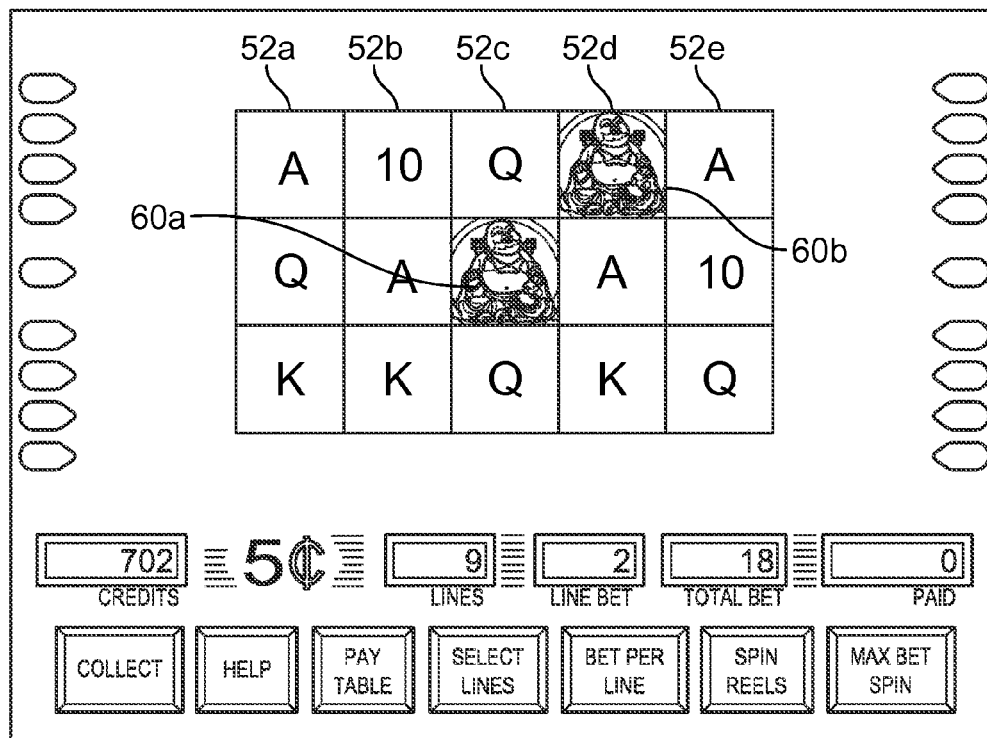 52a 52b 52c 52d 52e
A 10 Q A
60a 60b
Q A A 10
K K Q K Q
702 5¢ 9 2 18 0
CREDITS LINES LINE BET TOTAL BET PAID
COLLECT HELP PAY TABLE SELECT LINES BET PER LINE SPIN REELS MAX BET SPIN